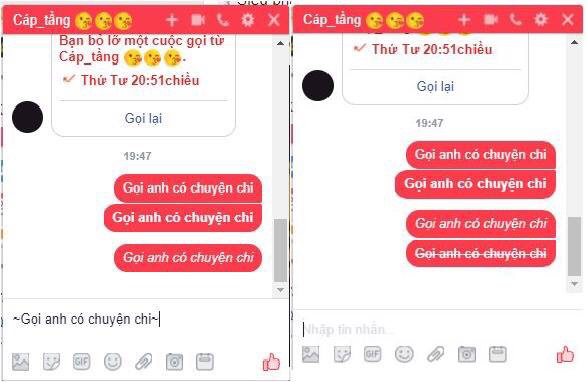 Cáp_tầng 😘😘😘
Bạn bỏ lỡ một cuộc gọi từ
Cáp_tầng 😘😘😘.
Thứ Tư 20:51chiều
Gọi lại
19:47
Gọi anh có chuyện chi
Gọi anh có chuyện chi
Gọi anh có chuyện chi
~Gọi anh có chuyện chi~
GIF
Cáp_tầng 😘😘😘
Thứ Tư 20:51chiều
Gọi lại
19:47
Gọi anh có chuyện chi
Gọi anh có chuyện chi
Gọi anh có chuyện chi
Gọi anh có chuyện chi
Nhập tin nhắn...
GIF